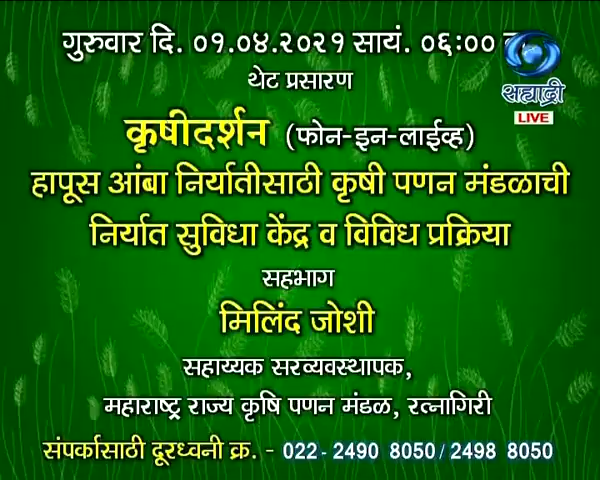 गुरुवार दि. ०१.०४.२०२१ सायं. ०६:०० वा.
थेट प्रसारण
सह्याद्री
LIVE
कृषीदर्शन (फोन-इन-लाईव्ह)
हापूस आंबा निर्यातीसाठी कृषी पणन मंडळाची
निर्यात सुविधा केंद्र व विविध प्रक्रिया
सहभाग
मिलिंद जोशी
सहाय्यक सरव्यवस्थापक,
महाराष्ट्र राज्य कृषि पणन मंडळ, रत्नागिरी
संपर्कासाठी दूरध्वनी क्र. - 022- 2490 8050 / 2498 8050